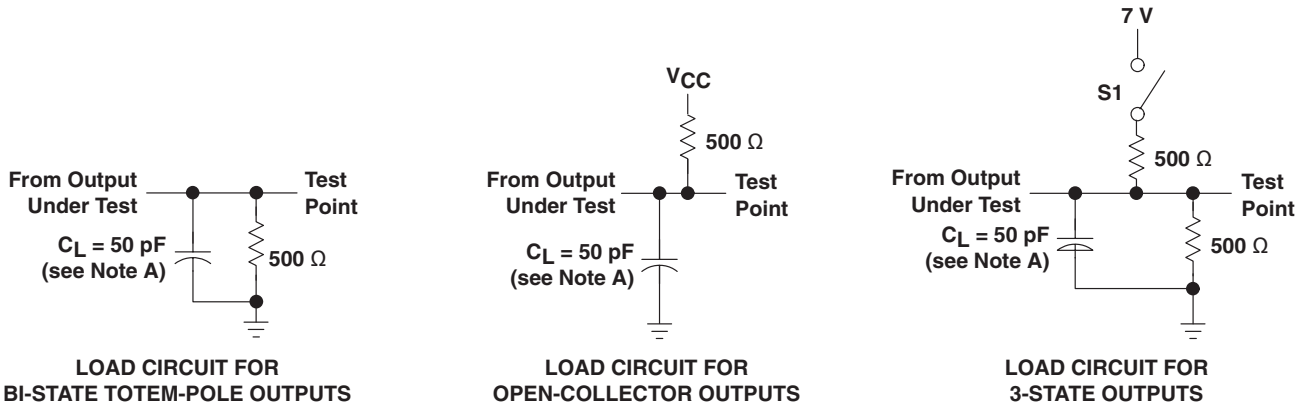 From Output
Under Test
Test
Point
CL = 50 pF
(see Note A)
500 Ω
LOAD CIRCUIT FOR
BI-STATE TOTEM-POLE OUTPUTS
VCC
500 Ω
From Output
Under Test
Test
Point
CL = 50 pF
(see Note A)
LOAD CIRCUIT FOR
OPEN-COLLECTOR OUTPUTS
7 V
S1
500 Ω
From Output
Under Test
Test
Point
CL = 50 pF
(see Note A)
500 Ω
LOAD CIRCUIT FOR
3-STATE OUTPUTS